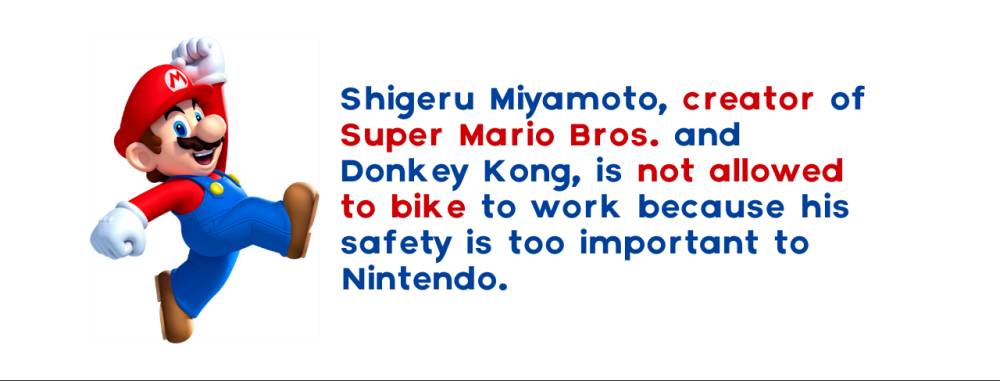 M
Shigeru Miyamoto, creator of
Super Mario Bros. and
Donkey Kong, is not allowed
to bike to work because his
safety is too important to
Nintendo.